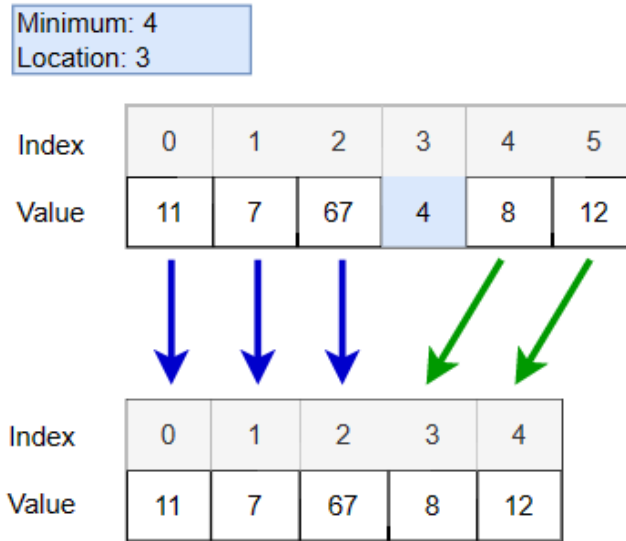 Minimum: 4
Location: 3
Index 0 1 2 3 4 5
Value 11 7 67 4 8 12
Index 0 1 2 3 4
Value 11 7 67 8 12